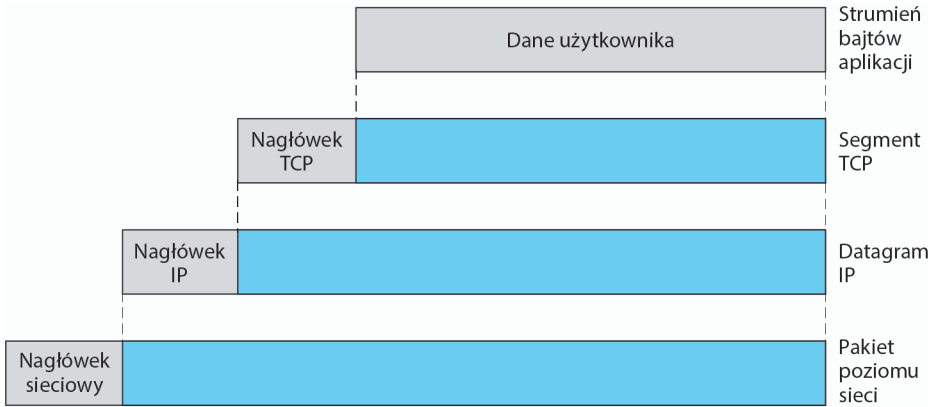 Dane użytkownika
Strumień
bajtów
aplikacji
Nagłówek
TCP
Segment
TCP
Nagłówek
IP
Datagram
IP
Nagłówek
sieciowy
Pakiet
poziomu
sieci